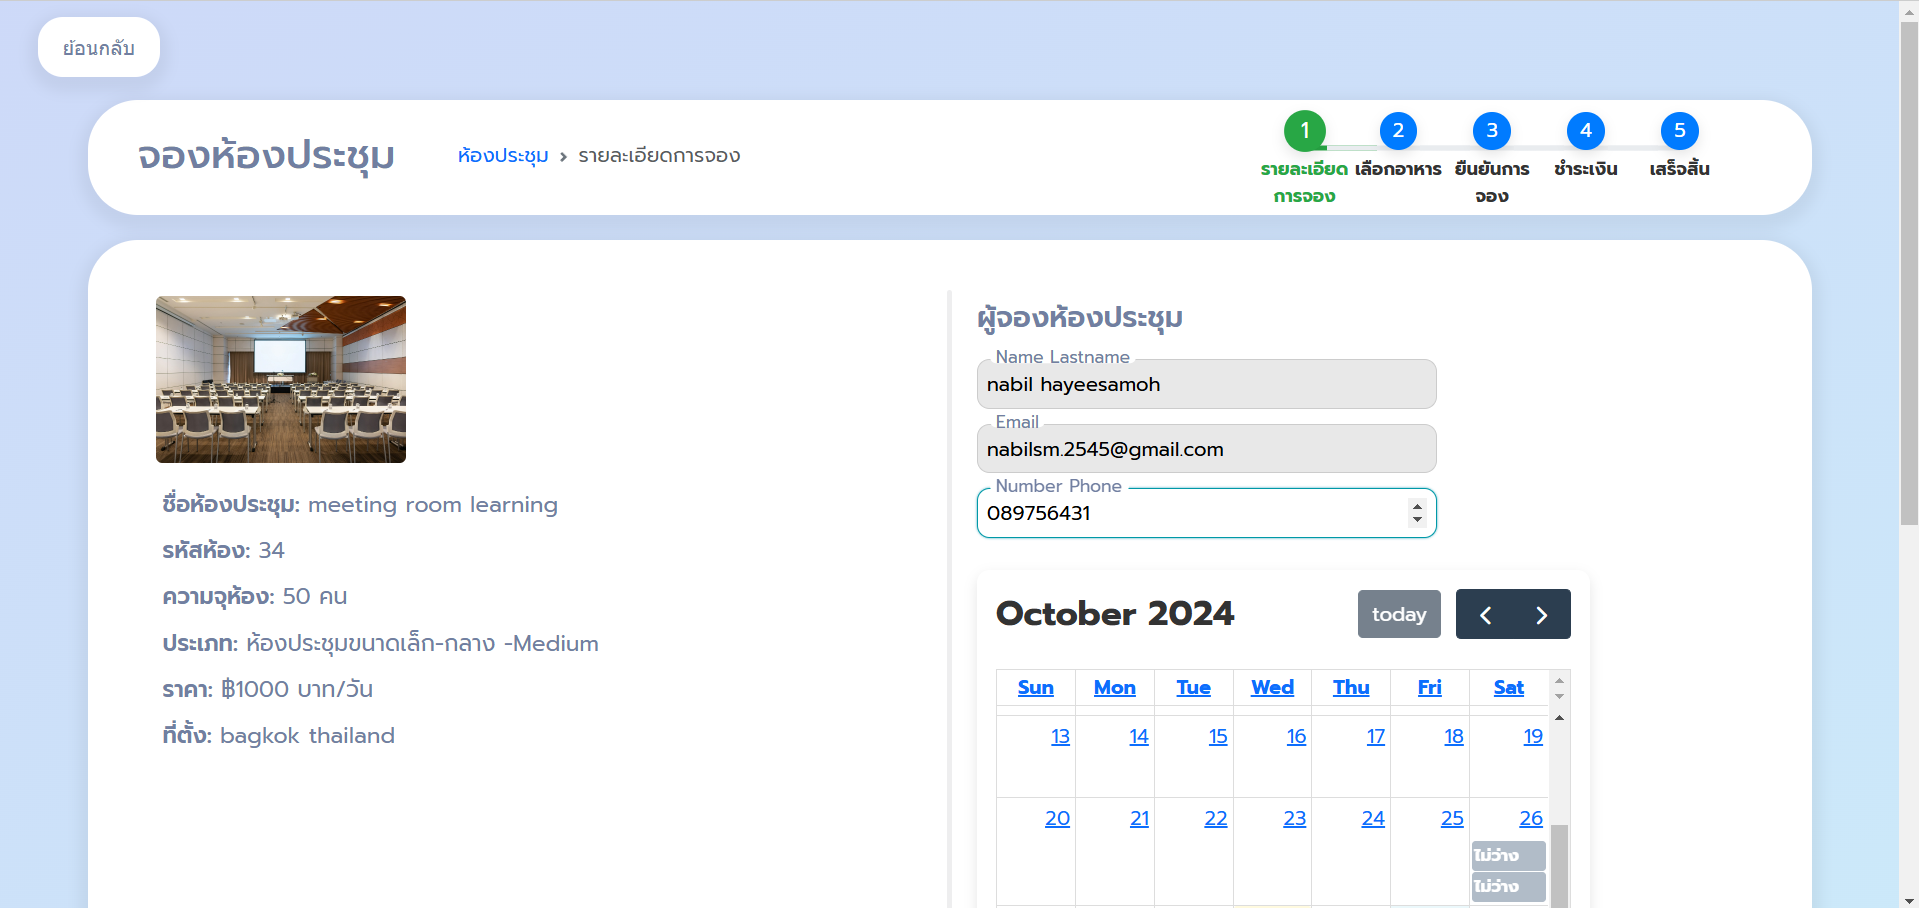 ย้อนกลับ
จองห้องประชุม
ห้องประชุม › รายละเอียดการจอง
1 2 3 4 5
รายละเอียดการจอง
เลือกอาหาร
ยืนยันการจอง
ชำระเงิน
เสร็จสิ้น
ชื่อห้องประชุม: meeting room learning
รหัสห้อง: 34
ความจุห้อง: 50 คน
ประเภท: ห้องประชุมขนาดเล็ก-กลาง -Medium
ราคา: ฿1000 บาท/วัน
ที่ตั้ง: bagkok thailand
ผู้จองห้องประชุม
Name Lastname
nabil hayeesamoh
Email
nabilsm.2545@gmail.com
Number Phone
089756431
October 2024
today
Sun Mon Tue Wed Thu Fri Sat
13 14 15 16 17 18 19
20 21 22 23 24 25 26
ไม่ว่าง
ไม่ว่าง